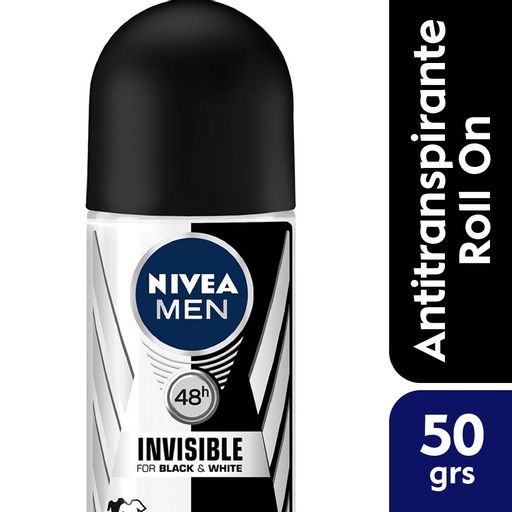 NIVEA
MEN
48h
INVISIBLE
FOR BLACK & WHITE
Antitranspirante
Roll On
50
grs